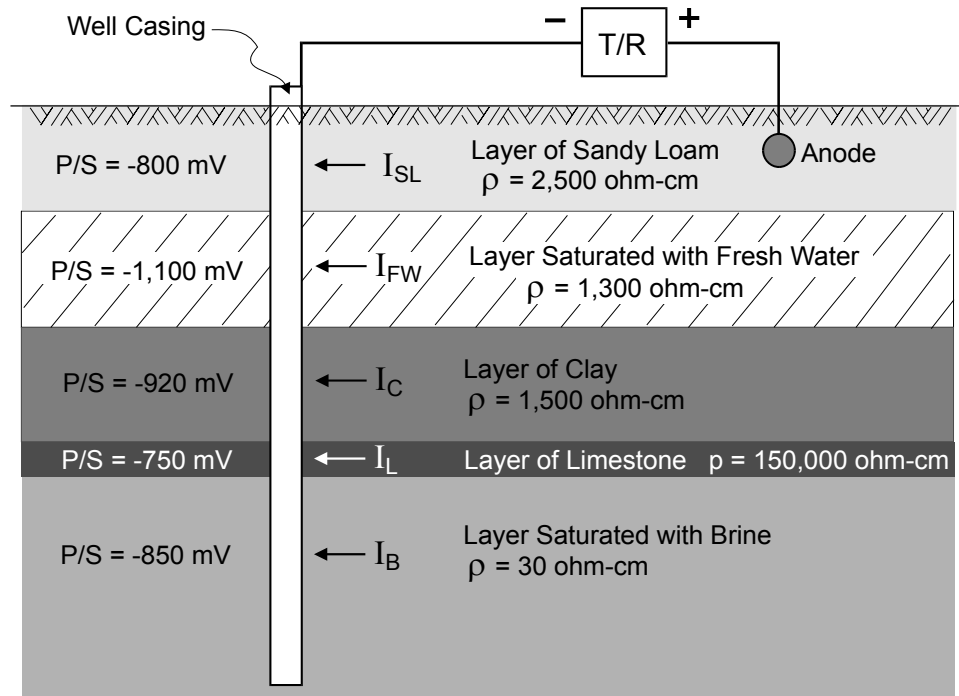 Well Casing
− T/R +
Anode
P/S = -800 mV
I_SL
Layer of Sandy Loam
ρ = 2,500 ohm-cm
P/S = -1,100 mV
I_FW
Layer Saturated with Fresh Water
ρ = 1,300 ohm-cm
P/S = -920 mV
I_C
Layer of Clay
ρ = 1,500 ohm-cm
P/S = -750 mV
I_L
Layer of Limestone p = 150,000 ohm-cm
P/S = -850 mV
I_B
Layer Saturated with Brine
ρ = 30 ohm-cm